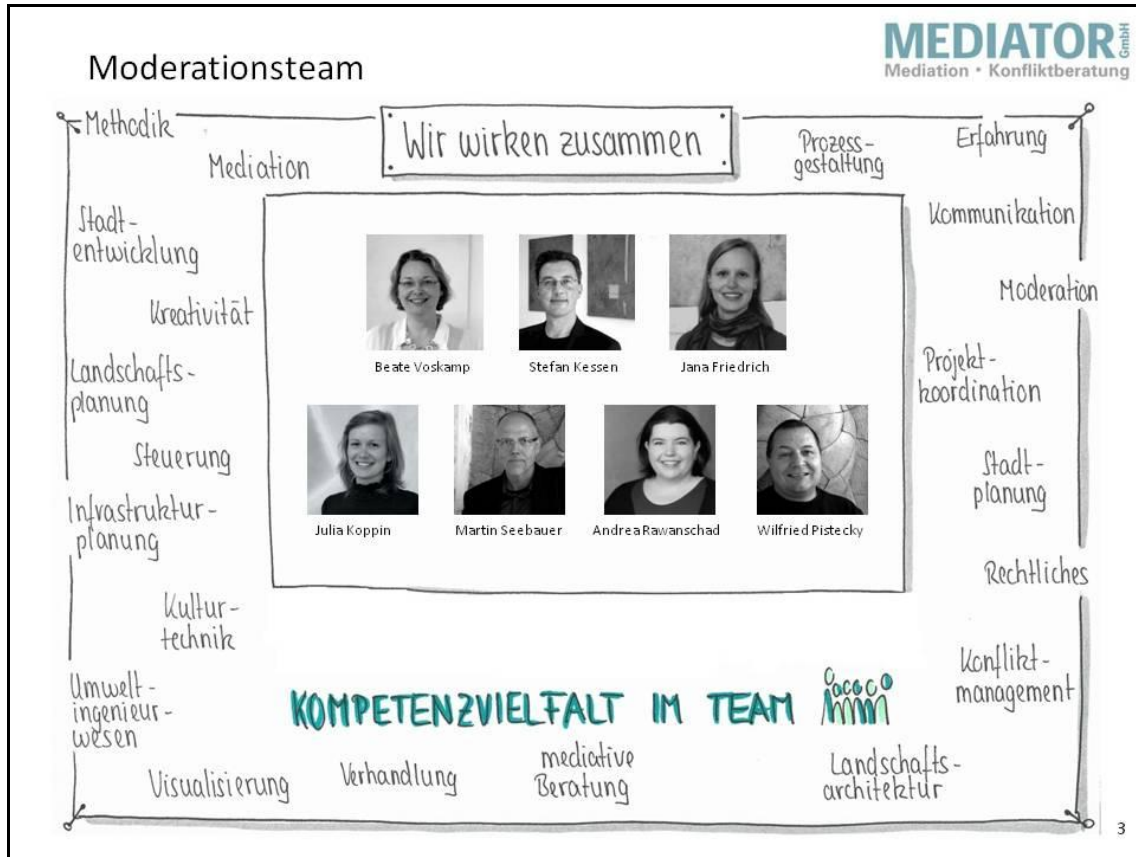 Moderationsteam
MEDIATOR GmbH
Mediation • Konfliktberatung
Methodik
Mediation
Wir wirken zusammen
Prozess-
gestaltung
Erfahrung
Stadt-
entwicklung
Kreativität
Landschafts-
planung
Steuerung
Infrastruktur-
planung
Kultur-
technik
Umwelt-
ingenieur-
wesen
Kommunikation
Moderation
Projekt-
koordination
Stadt-
planung
Rechtliches
Konflikt-
management
Beate Voskamp
Stefan Kessen
Jana Friedrich
Julia Koppin
Martin Seebauer
Andrea Rawanschad
Wilfried Pistecky
KOMPETENZVIELFALT IM TEAM
Visualisierung
Verhandlung
mediative
Beratung
Landschafts-
architektur
3